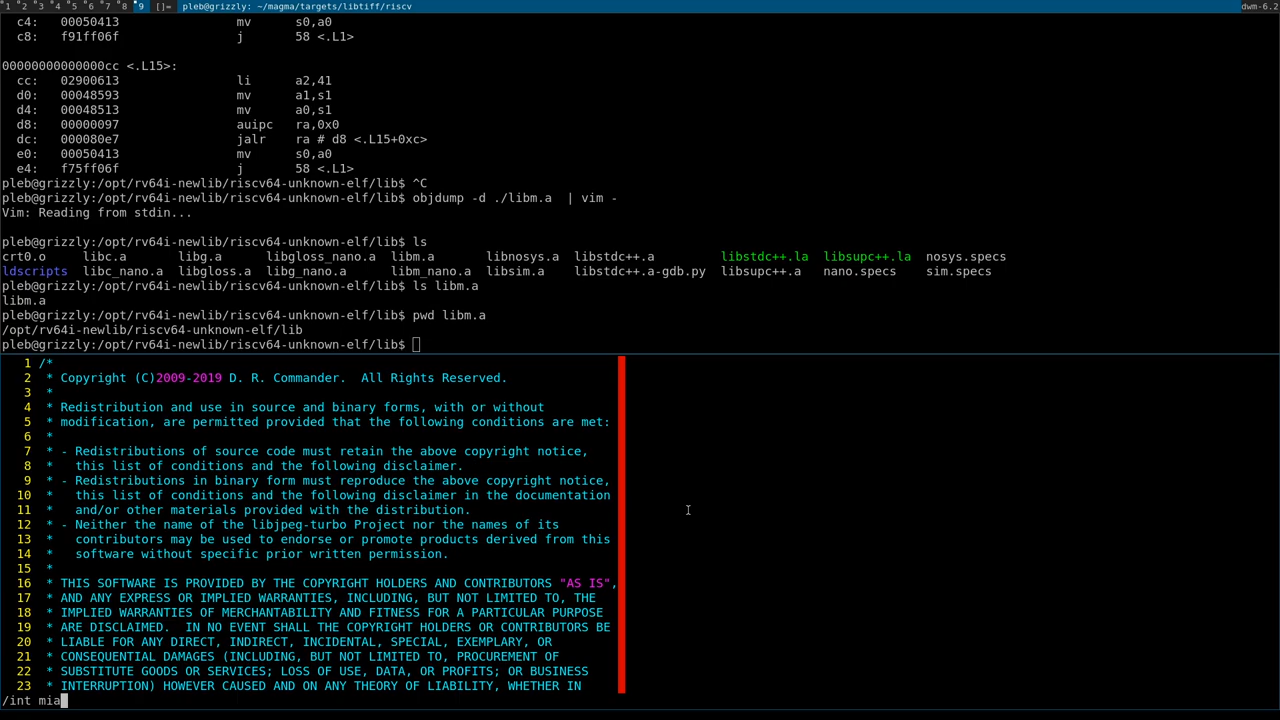 1 2 3 4 5 6 7 8 9 []= pleb@grizzly: ~/magma/targets/libtiff/riscv dwm-6.2
c4: 00050413 mv s0,a0
c8: f91ff06f j 58 <.L1>
00000000000000cc <.L15>:
cc: 02900613 li a2,41
d0: 00048593 mv a1,s1
d4: 00048513 mv a0,s1
d8: 00000097 auipc ra,0x0
dc: 000080e7 jalr ra # d8 <.L15+0xc>
e0: 00050413 mv s0,a0
e4: f75ff06f j 58 <.L1>
pleb@grizzly:/opt/rv64i-newlib/riscv64-unknown-elf/lib$ ^C
pleb@grizzly:/opt/rv64i-newlib/riscv64-unknown-elf/lib$ objdump -d ./libm.a | vim -
Vim: Reading from stdin...
pleb@grizzly:/opt/rv64i-newlib/riscv64-unknown-elf/lib$ ls
crt0.o libc.a libg.a libgloss_nano.a libm.a libnosys.a libstdc++.a libstdc++.la libsupc++.la nosys.specs
ldscripts libc_nano.a libgloss.a libg_nano.a libm_nano.a libsim.a libstdc++.a-gdb.py libsupc++.a nano.specs sim.specs
pleb@grizzly:/opt/rv64i-newlib/riscv64-unknown-elf/lib$ ls libm.a
libm.a
pleb@grizzly:/opt/rv64i-newlib/riscv64-unknown-elf/lib$ pwd libm.a
/opt/rv64i-newlib/riscv64-unknown-elf/lib
pleb@grizzly:/opt/rv64i-newlib/riscv64-unknown-elf/lib$
1 /*
2 * Copyright (C)2009-2019 D. R. Commander. All Rights Reserved.
3 *
4 * Redistribution and use in source and binary forms, with or without
5 * modification, are permitted provided that the following conditions are met:
6 *
7 * - Redistributions of source code must retain the above copyright notice,
8 * this list of conditions and the following disclaimer.
9 * - Redistributions in binary form must reproduce the above copyright notice,
10 * this list of conditions and the following disclaimer in the documentation
11 * and/or other materials provided with the distribution.
12 * - Neither the name of the libjpeg-turbo Project nor the names of its
13 * contributors may be used to endorse or promote products derived from this
14 * software without specific prior written permission.
15 *
16 * THIS SOFTWARE IS PROVIDED BY THE COPYRIGHT HOLDERS AND CONTRIBUTORS "AS IS",
17 * AND ANY EXPRESS OR IMPLIED WARRANTIES, INCLUDING, BUT NOT LIMITED TO, THE
18 * IMPLIED WARRANTIES OF MERCHANTABILITY AND FITNESS FOR A PARTICULAR PURPOSE
19 * ARE DISCLAIMED. IN NO EVENT SHALL THE COPYRIGHT HOLDERS OR CONTRIBUTORS BE
20 * LIABLE FOR ANY DIRECT, INDIRECT, INCIDENTAL, SPECIAL, EXEMPLARY, OR
21 * CONSEQUENTIAL DAMAGES (INCLUDING, BUT NOT LIMITED TO, PROCUREMENT OF
22 * SUBSTITUTE GOODS OR SERVICES; LOSS OF USE, DATA, OR PROFITS; OR BUSINESS
23 * INTERRUPTION) HOWEVER CAUSED AND ON ANY THEORY OF LIABILITY, WHETHER IN
/int mia